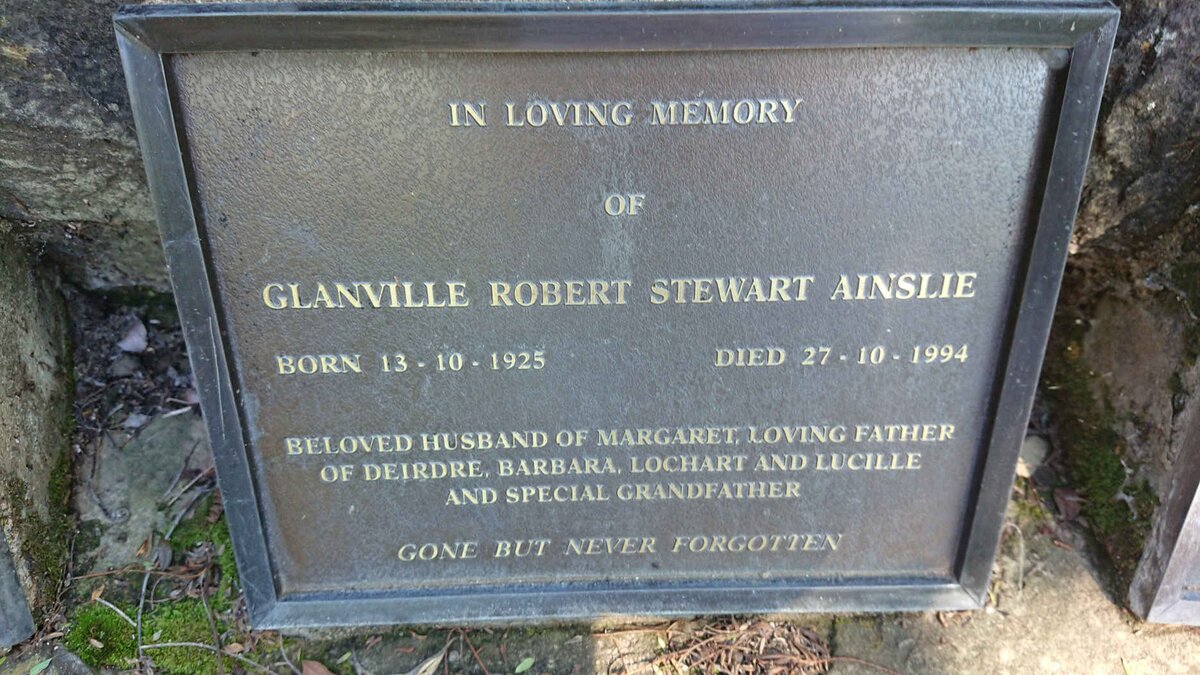 IN LOVING MEMORY
OF
GLANVILLE ROBERT STEWART AINSLIE
BORN 13-10-1925 DIED 27-10-1994
BELOVED HUSBAND OF MARGARET, LOVING FATHER
OF DEIRDRE, BARBARA, LOCHART AND LUCILLE
AND SPECIAL GRANDFATHER
GONE BUT NEVER FORGOTTEN